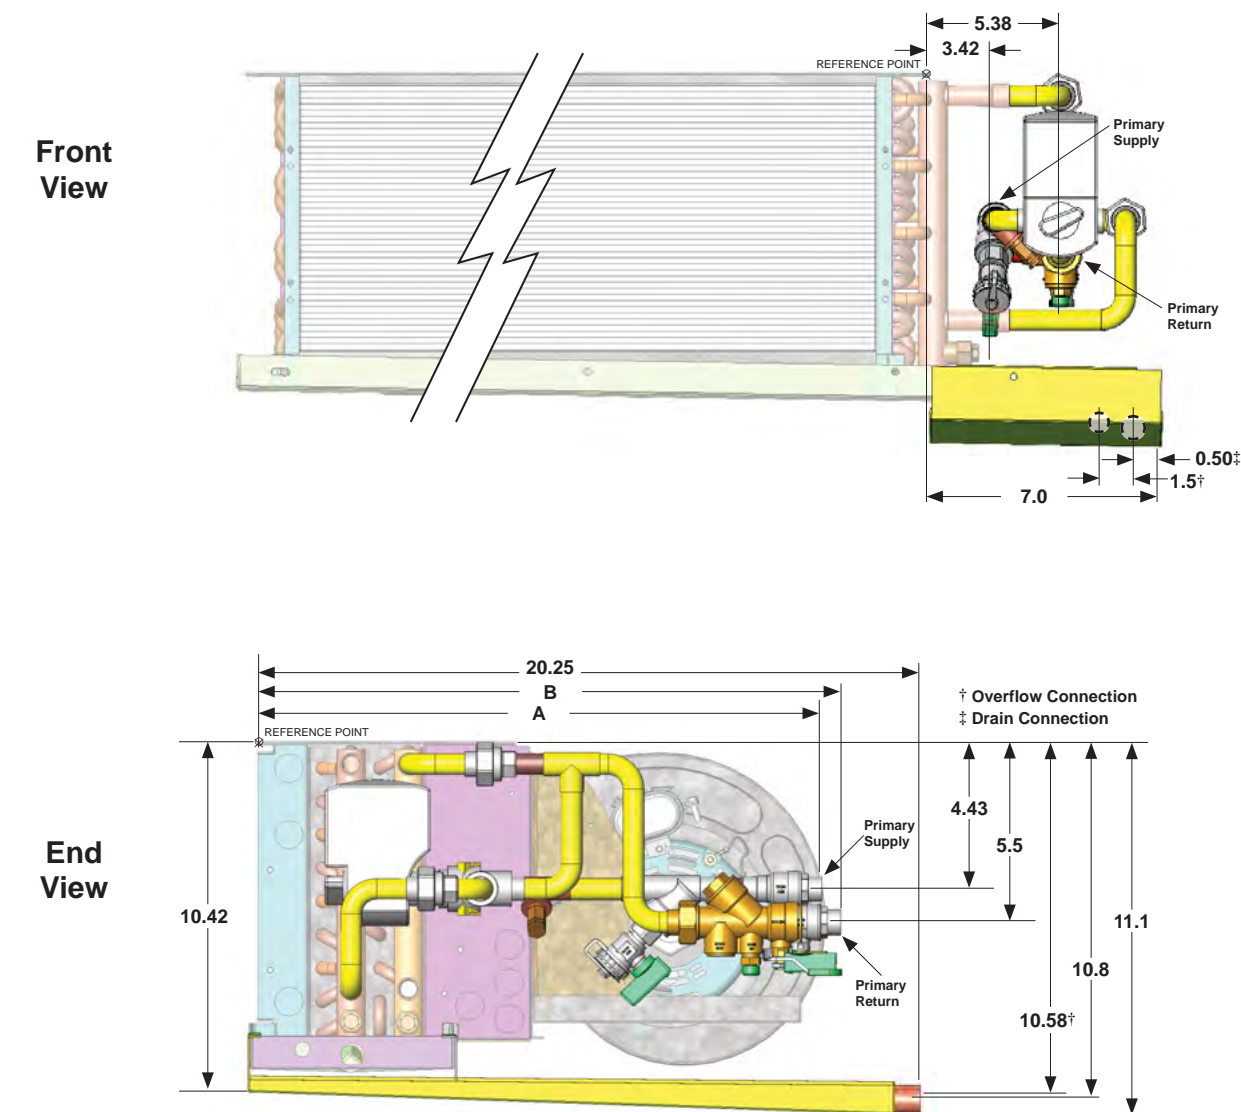 5.38
3.42
REFERENCE POINT
Front
View
Primary
Supply
Primary
Return
0.50‡
1.5†
7.0
20.25
B
A
† Overflow Connection
‡ Drain Connection
REFERENCE POINT
4.43
Primary
Supply
5.5
End
View
10.42
11.1
10.8
Primary
Return
10.58†